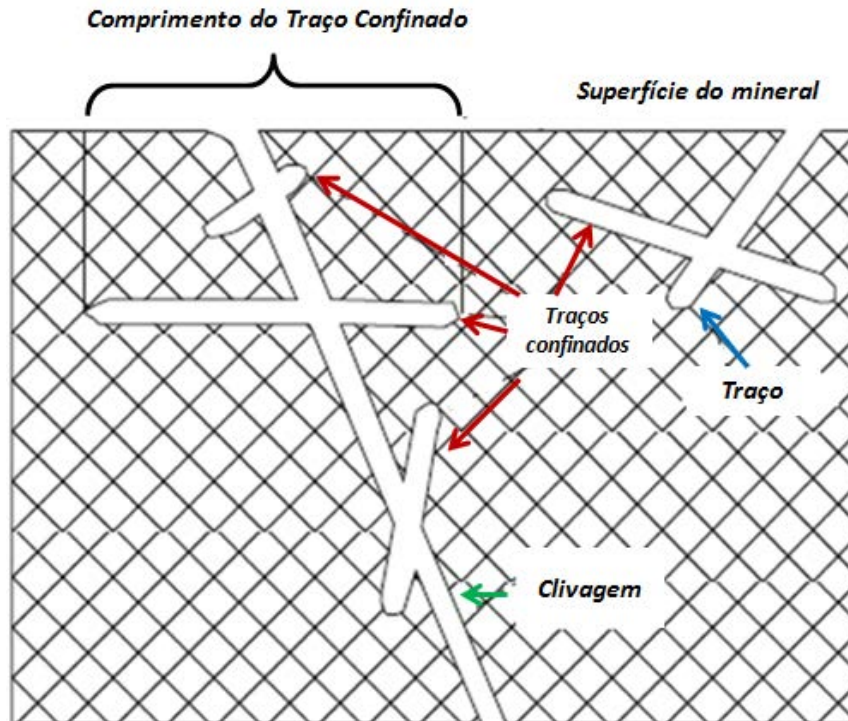 Comprimento do Traço Confinado
Superfície do mineral
Traços
confinados
Traço
Clivagem